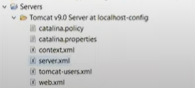 Servers
Tomcat v9.0 Server at localhost-config
catalina.policy
catalina.properties
context.xml
server.xml
tomcat-users.xml
web.xml